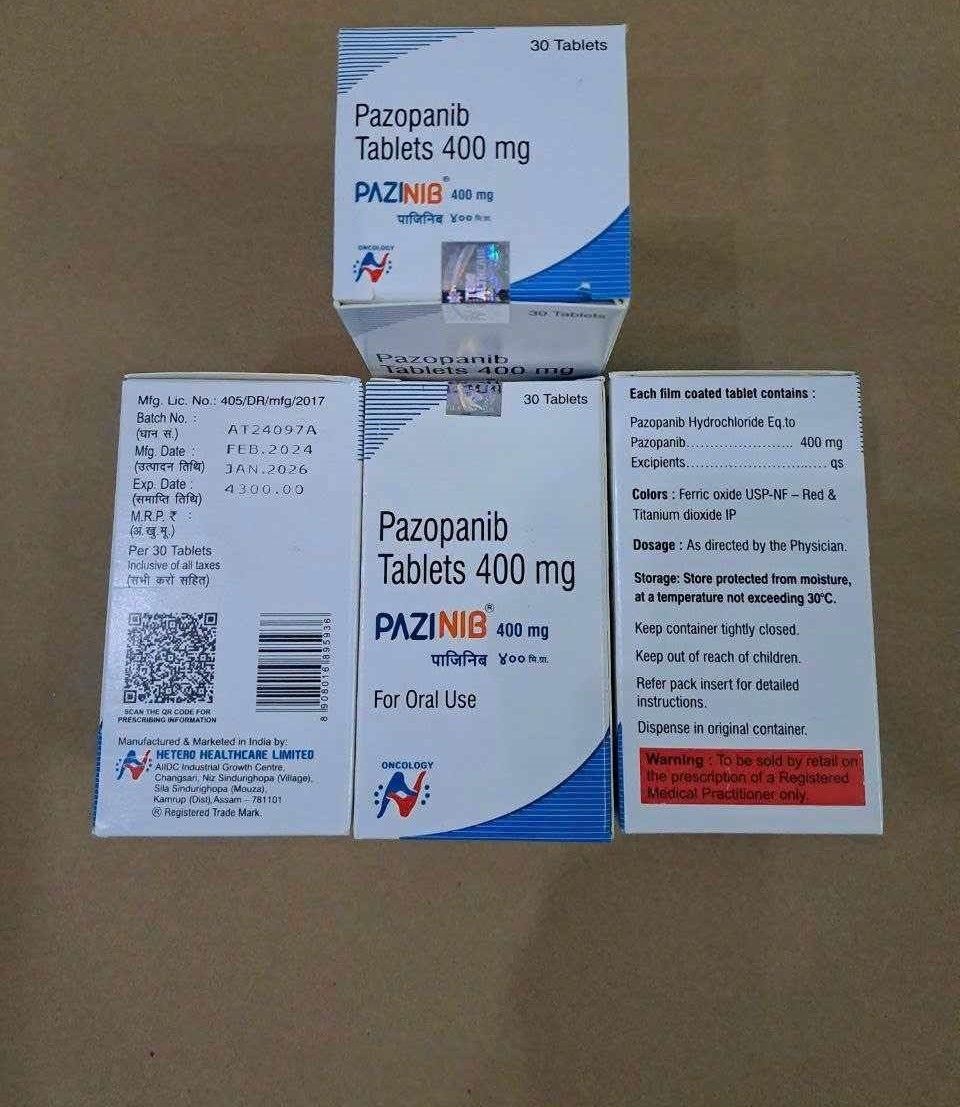 30 Tablets
Pazopanib
Tablets 400 mg
PAZINIB® 400 mg
पाजिनिब ४०० मि.ग्रा.
ONCOLOGY
30 Tablets
Pazopanib
Tablets 400 mg
Mfg. Lic. No.: 405/DR/mfg/2017
Batch No. :
(घान सं.)
AT24097A
Mfg. Date :
(उत्पादन तिथि)
FEB.2024
Exp. Date :
(समाप्ति तिथि)
JAN.2026
M.R.P. ₹ :
(अ.खु.मू.)
4300.00
Per 30 Tablets
Inclusive of all taxes
(सभी करों सहित)
SCAN THE QR CODE FOR
PRESCRIBING INFORMATION
8 908016 895936
Manufactured & Marketed in India by:
HETERO HEALTHCARE LIMITED
AIIDC Industrial Growth Centre,
Changsari, Niz Sindurighopa (Village),
Sila Sindurighopa (Mouza),
Kamrup (Dist), Assam – 781101
® Registered Trade Mark.
30 Tablets
Pazopanib
Tablets 400 mg
PAZINIB® 400 mg
पाजिनिब ४०० मि.ग्रा.
For Oral Use
ONCOLOGY
Each film coated tablet contains :
Pazopanib Hydrochloride Eq.to
Pazopanib...................... 400 mg
Excipients.......................... qs
Colors : Ferric oxide USP-NF – Red &
Titanium dioxide IP
Dosage : As directed by the Physician.
Storage: Store protected from moisture,
at a temperature not exceeding 30°C.
Keep container tightly closed.
Keep out of reach of children.
Refer pack insert for detailed
instructions.
Dispense in original container.
Warning : To be sold by retail on
the prescription of a Registered
Medical Practitioner only.